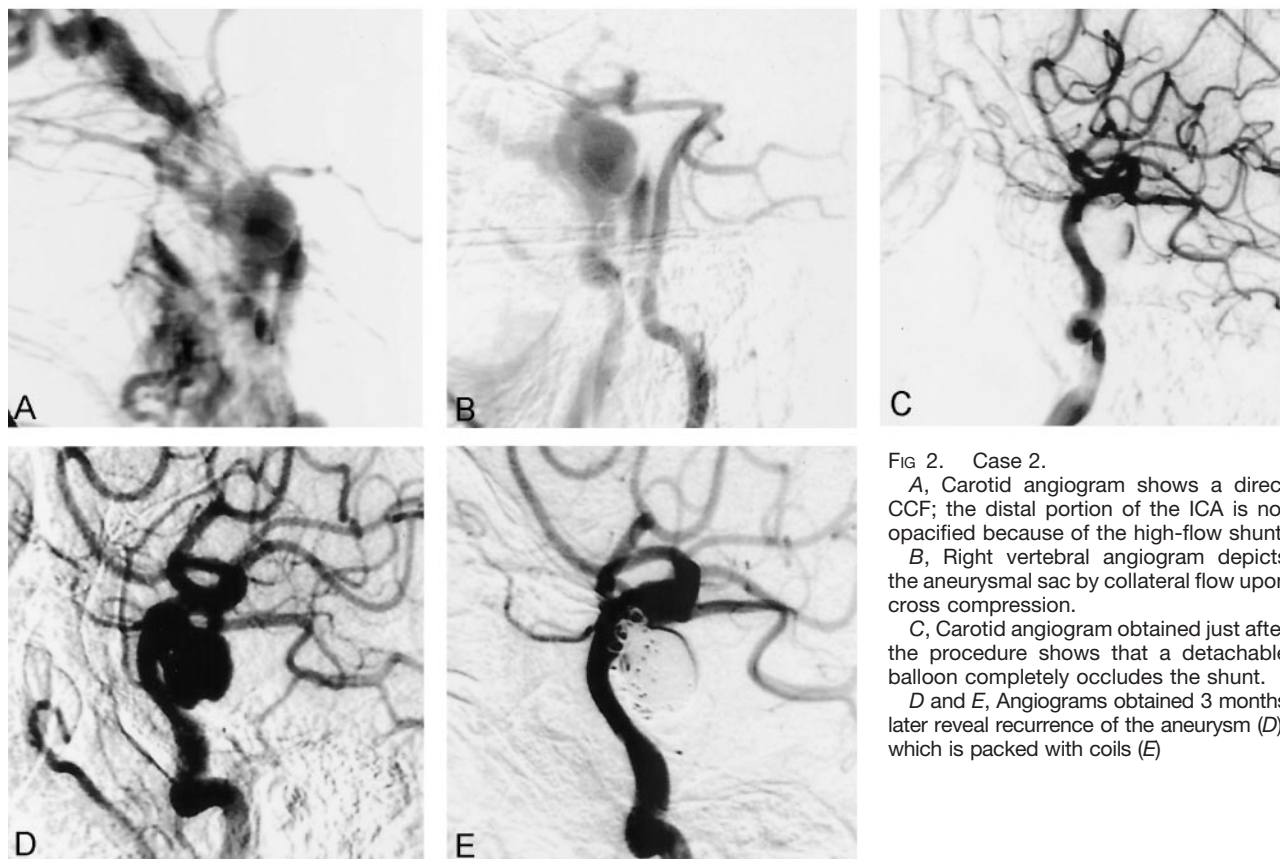 A
B
C
D
E
FIG 2. Case 2.
A, Carotid angiogram shows a direc
CCF; the distal portion of the ICA is no
opacified because of the high-flow shunt
B, Right vertebral angiogram depicts
the aneurysmal sac by collateral flow upon
cross compression.
C, Carotid angiogram obtained just afte
the procedure shows that a detachable
balloon completely occludes the shunt.
D and E, Angiograms obtained 3 months
later reveal recurrence of the aneurysm (D)
which is packed with coils (E)